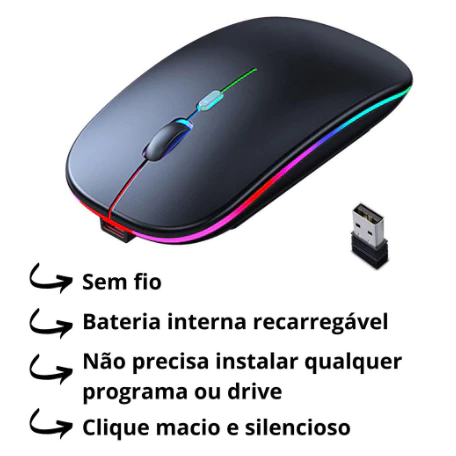 Sem fio
Bateria interna recarregável
Não precisa instalar qualquer
programa ou drive
Clique macio e silencioso